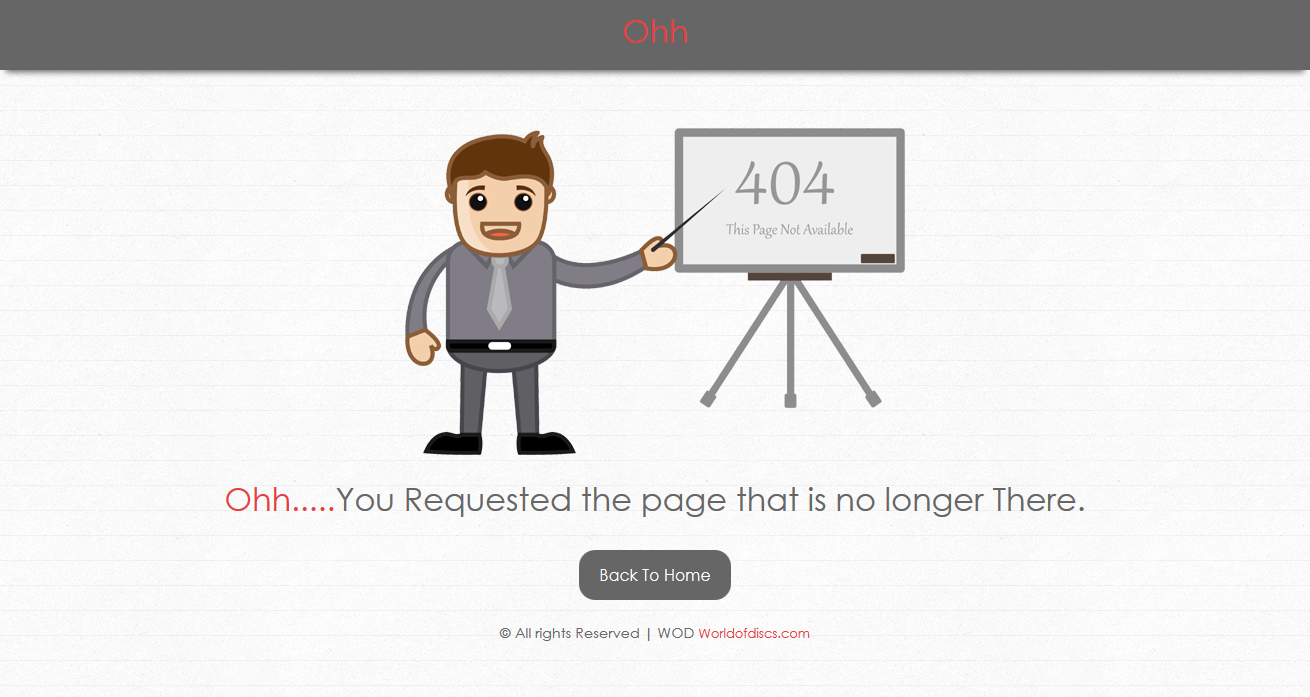 Ohh
404
This Page Not Available
Ohh.....You Requested the page that is no longer There.
Back To Home
© All rights Reserved | WOD Worldofdiscs.com